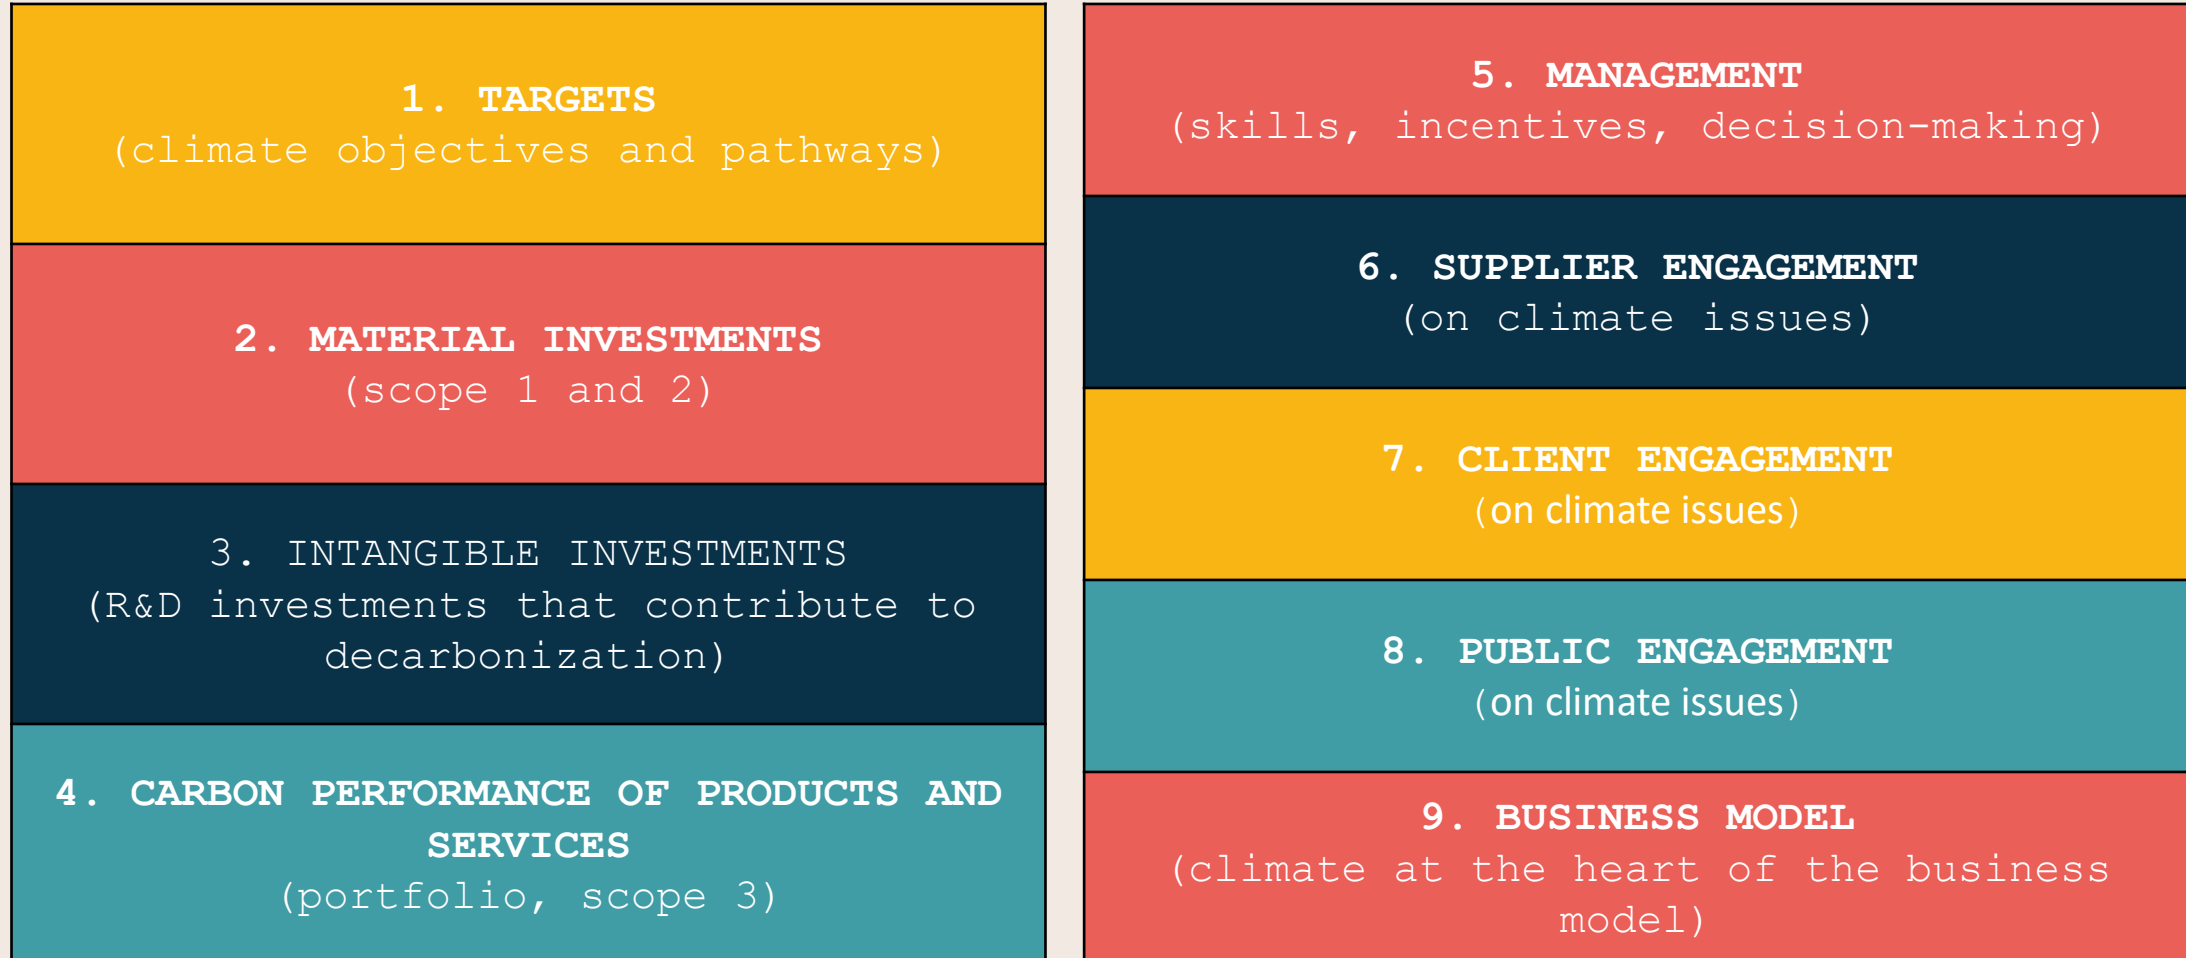 1. TARGETS
(climate objectives and pathways)
2. MATERIAL INVESTMENTS
(scope 1 and 2)
3. INTANGIBLE INVESTMENTS
(R&D investments that contribute to
decarbonization)
4. CARBON PERFORMANCE OF PRODUCTS AND
SERVICES
(portfolio, scope 3)
5. MANAGEMENT
(skills, incentives, decision-making)
6. SUPPLIER ENGAGEMENT
(on climate issues)
7. CLIENT ENGAGEMENT
(on climate issues)
8. PUBLIC ENGAGEMENT
(on climate issues)
9. BUSINESS MODEL
(climate at the heart of the business
model)